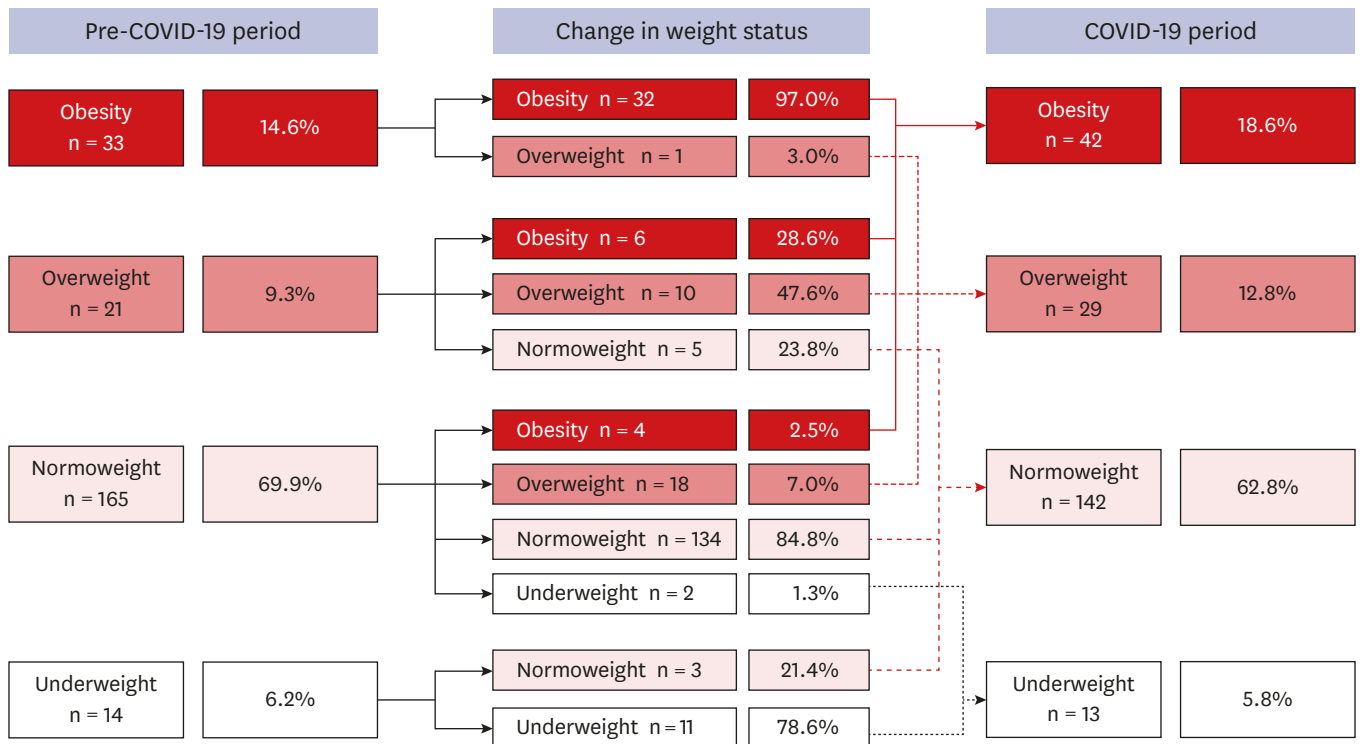 Pre-COVID-19 period
Change in weight status
COVID-19 period
Obesity
n = 33
14.6%
Obesity n = 32
97.0%
Overweight n = 1
3.0%
Obesity
n = 42
18.6%
Overweight
n = 21
9.3%
Obesity n = 6
28.6%
Overweight n = 10
47.6%
Normoweight n = 5
23.8%
Overweight
n = 29
12.8%
Normoweight
n = 165
69.9%
Obesity n = 4
2.5%
Overweight n = 18
7.0%
Normoweight n = 134
84.8%
Underweight n = 2
1.3%
Normoweight
n = 142
62.8%
Underweight
n = 14
6.2%
Normoweight n = 3
21.4%
Underweight n = 11
78.6%
Underweight
n = 13
5.8%